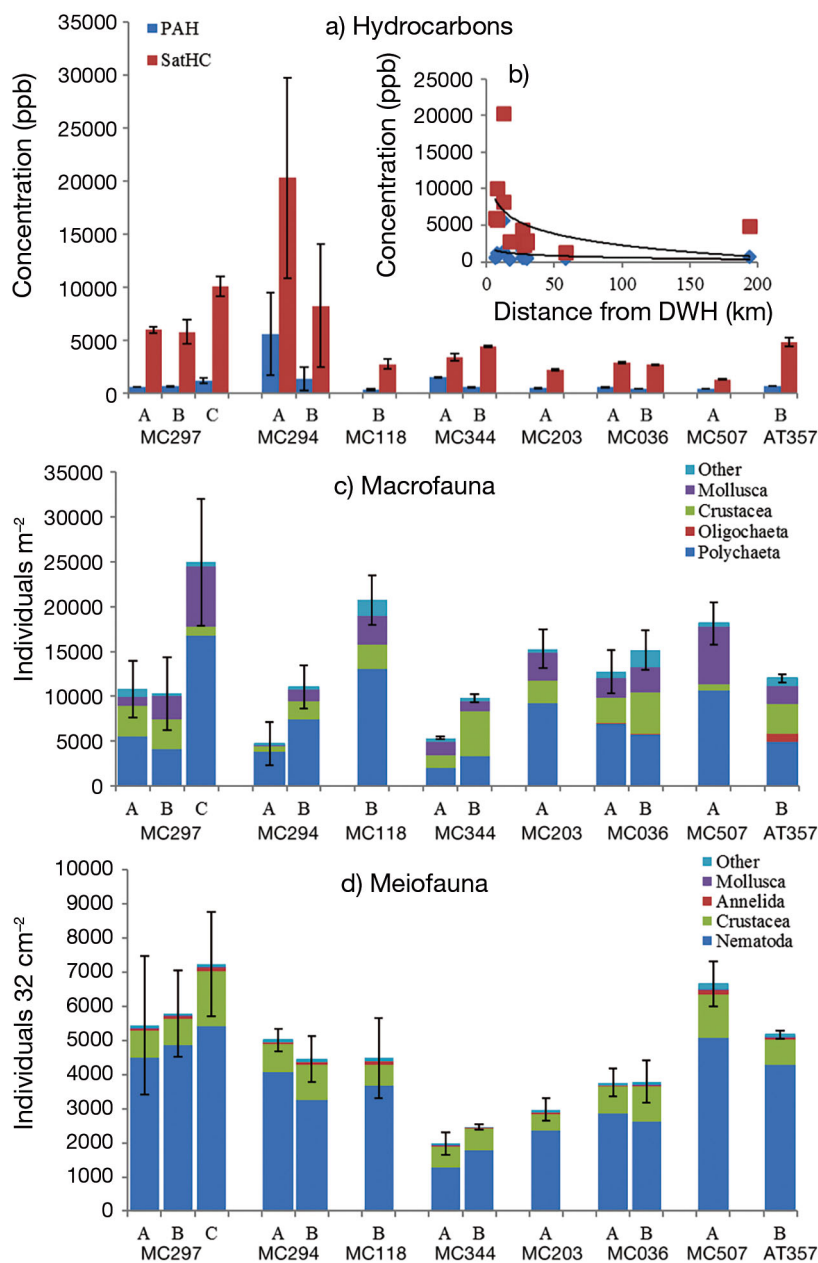 a) Hydrocarbons
PAH
SatHC
Concentration (ppb)
35000
30000
25000
20000
15000
10000
5000
0
b)
Concentration (ppb)
25000
20000
15000
10000
5000
0
0 50 100 150 200
Distance from DWH (km)
A B C A B B A B A A B A B
MC297 MC294 MC118 MC344 MC203 MC036 MC507 AT357
c) Macrofauna
Other
Mollusca
Crustacea
Oligochaeta
Polychaeta
Individuals m⁻²
35000
30000
25000
20000
15000
10000
5000
0
A B C A B B A B A A B A B
MC297 MC294 MC118 MC344 MC203 MC036 MC507 AT357
d) Meiofauna
Other
Mollusca
Annelida
Crustacea
Nematoda
Individuals 32 cm⁻²
10000
9000
8000
7000
6000
5000
4000
3000
2000
1000
0
A B C A B B A B A A B A B
MC297 MC294 MC118 MC344 MC203 MC036 MC507 AT357